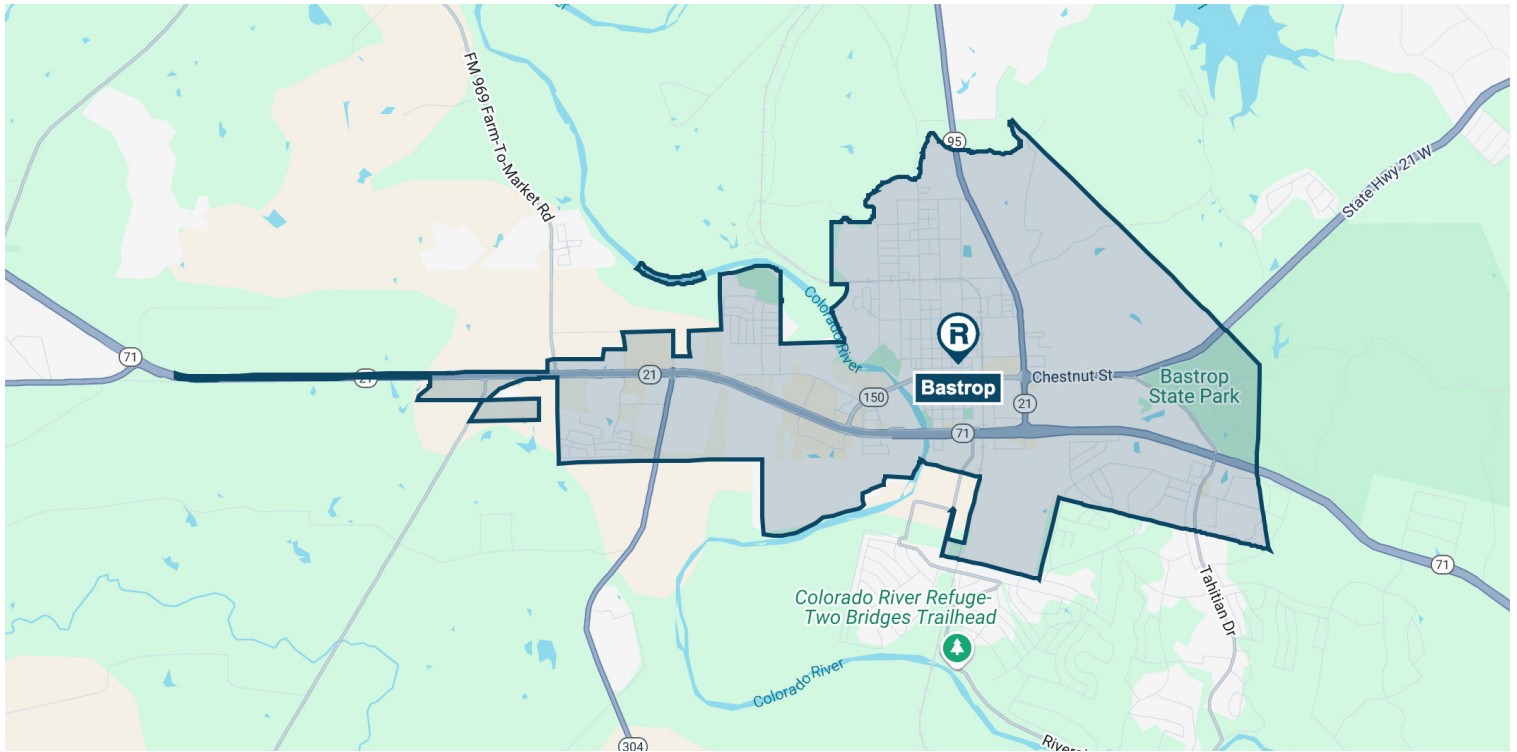 95
FM 969 Farm-To-Market Rd
State Hwy 21 W
Colorado River
R
71
21
21
Chestnut St
Bastrop
State Park
Bastrop
150
21
71
71
Tahitian Dr
Colorado River Refuge-
Two Bridges Trailhead
Colorado River
304